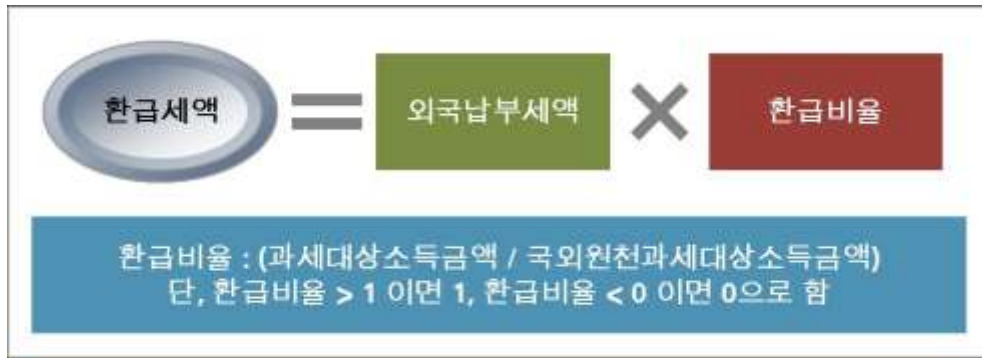 환급세액 = 외국납부세액 × 환급비율
환급비율 : (과세대상소득금액 / 국외원천과세대상소득금액)
단, 환급비율 > 1 이면 1, 환급비율 < 0 이면 0으로 함